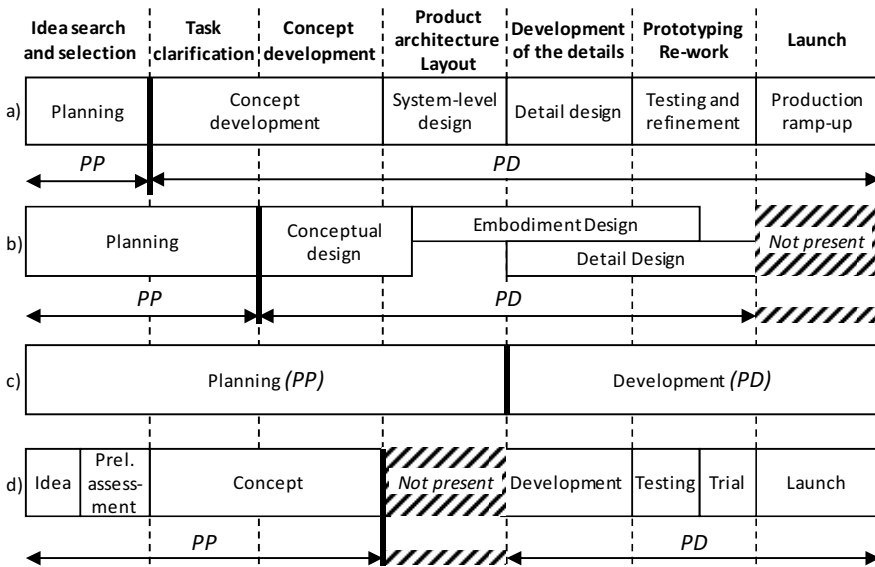 Idea search and selection
Task clarification
Concept development
Product architecture Layout
Development of the details
Prototyping Re-work
Launch
a)
Planning
Concept development
System-level design
Detail design
Testing and refinement
Production ramp-up
PP
PD
b)
Planning
Conceptual design
Embodiment Design
Detail Design
Not present
PP
PD
c)
Planning (PP)
Development (PD)
d)
Idea
Prel. assess-ment
Concept
Not present
Development
Testing
Trial
Launch
PP
PD